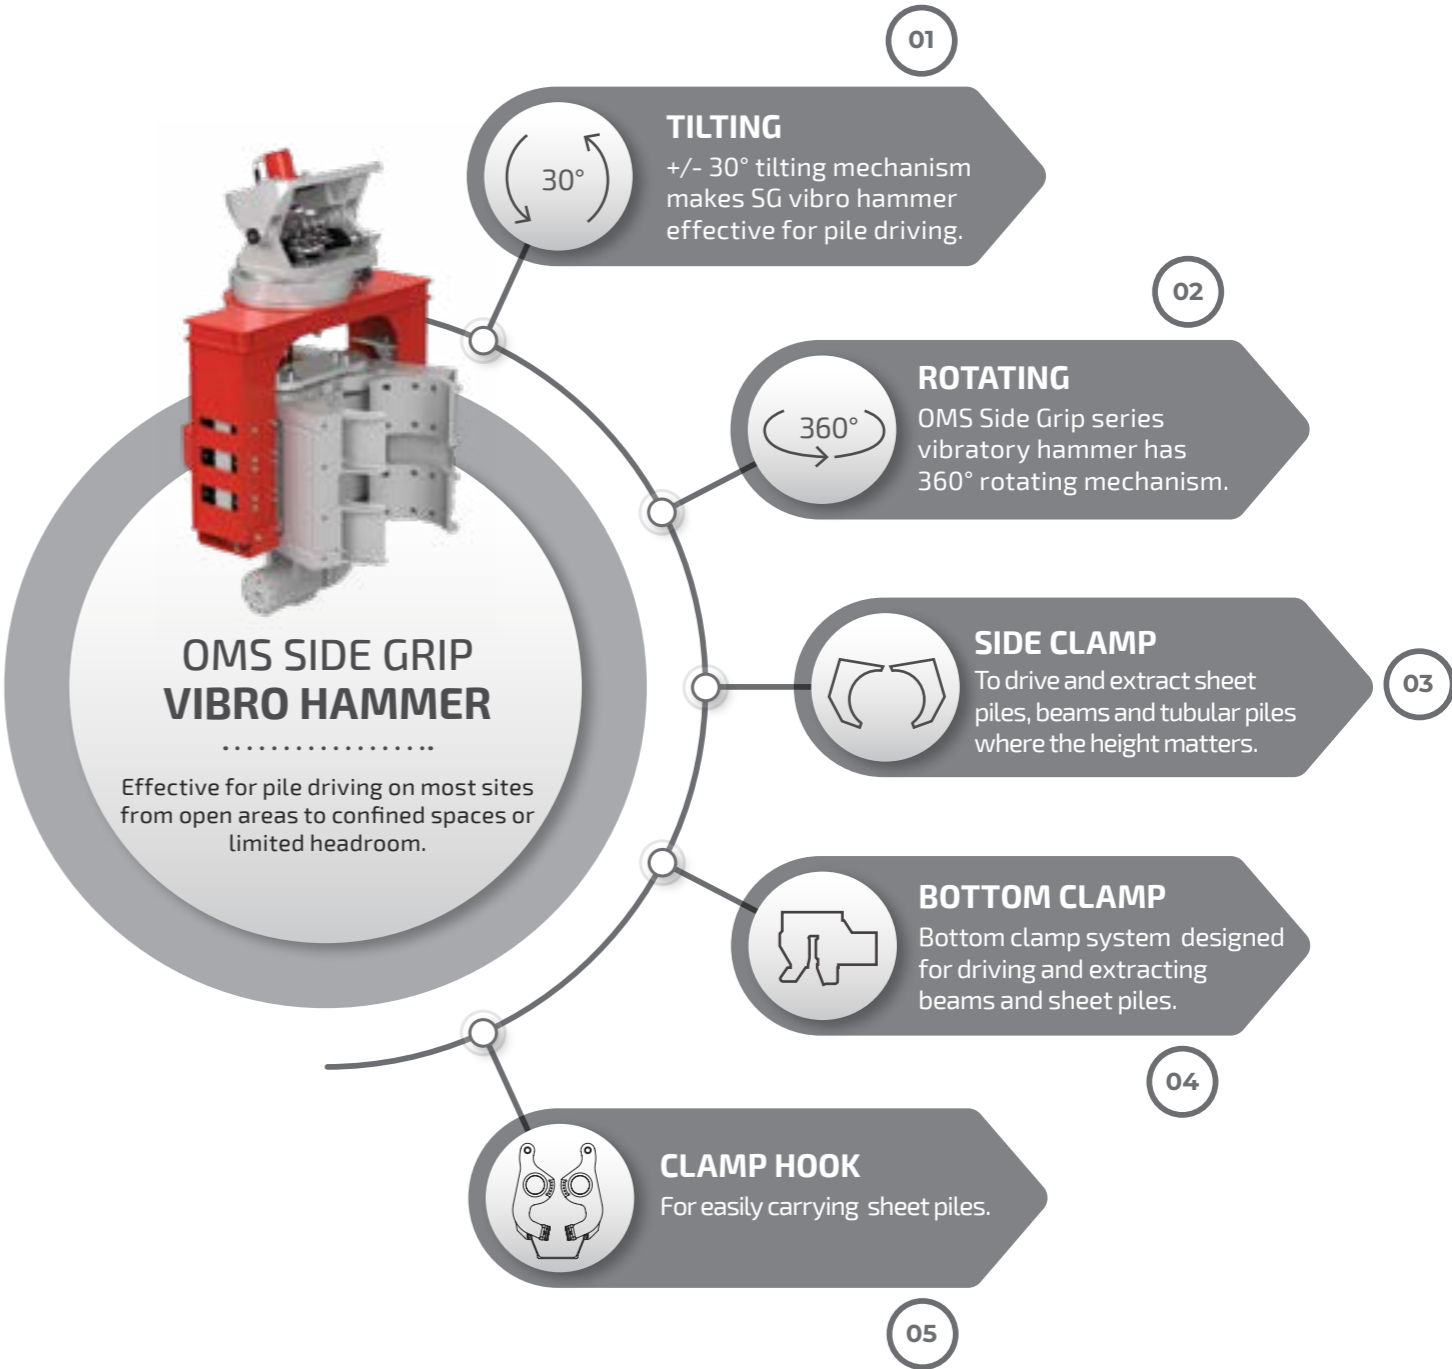 OMS SIDE GRIP
VIBRO HAMMER
Effective for pile driving on most sites
from open areas to confined spaces or
limited headroom.
01
30°
TILTING
+/- 30° tilting mechanism
makes SG vibro hammer
effective for pile driving.
02
360°
ROTATING
OMS Side Grip series
vibratory hammer has
360° rotating mechanism.
03
SIDE CLAMP
To drive and extract sheet
piles, beams and tubular piles
where the height matters.
BOTTOM CLAMP
Bottom clamp system designed
for driving and extracting
beams and sheet piles.
04
CLAMP HOOK
For easily carrying sheet piles.
05